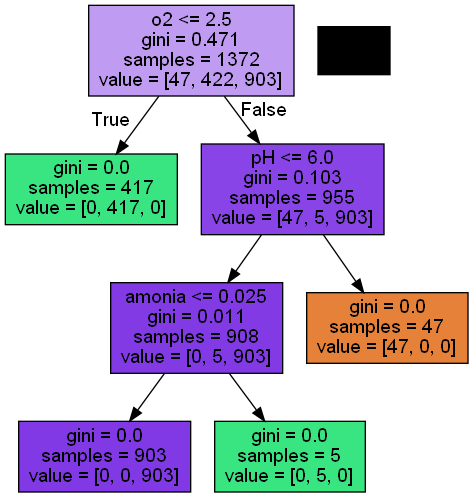 o2 <= 2.5
gini = 0.471
samples = 1372
value = [47, 422, 903]
True
False
gini = 0.0
samples = 417
value = [0, 417, 0]
pH <= 6.0
gini = 0.103
samples = 955
value = [47, 5, 903]
amonia <= 0.025
gini = 0.011
samples = 908
value = [0, 5, 903]
gini = 0.0
samples = 47
value = [47, 0, 0]
gini = 0.0
samples = 903
value = [0, 0, 903]
gini = 0.0
samples = 5
value = [0, 5, 0]